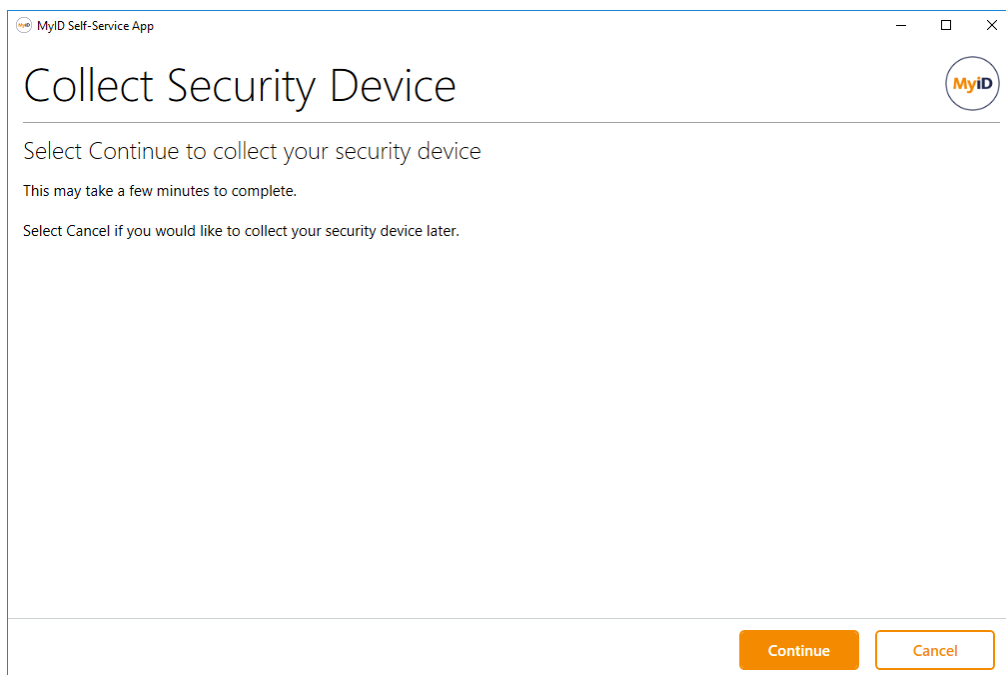 MyID Self-Service App
Collect Security Device
MyiD
Select Continue to collect your security device
This may take a few minutes to complete.
Select Cancel if you would like to collect your security device later.
Continue
Cancel